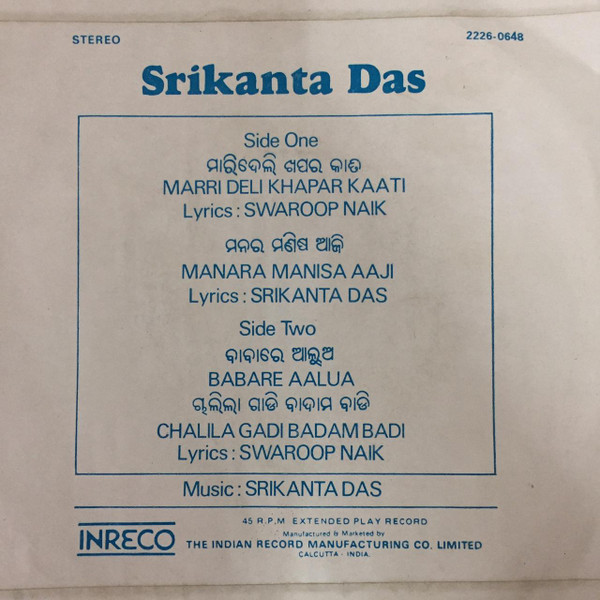 STEREO
2226-0648
Srikanta Das
Side One
ମାରିଦେଲି ଖପର କାତି
MARRI DELI KHAPAR KAATI
Lyrics : SWAROOP NAIK
ମନର ମଣିଷ ଆଜି
MANARA MANISA AAJI
Lyrics : SRIKANTA DAS
Side Two
ବାବାରେ ଆଲୁଅ
BABARE AALUA
ଚାଲିଲା ଗାଡି ବାଦାମ ବାଡି
CHALILA GADI BADAM BADI
Lyrics : SWAROOP NAIK
Music : SRIKANTA DAS
INRECO
45 R.P.M EXTENDED PLAY RECORD
Manufactured & Marketed by
THE INDIAN RECORD MANUFACTURING CO. LIMITED
CALCUTTA - INDIA.